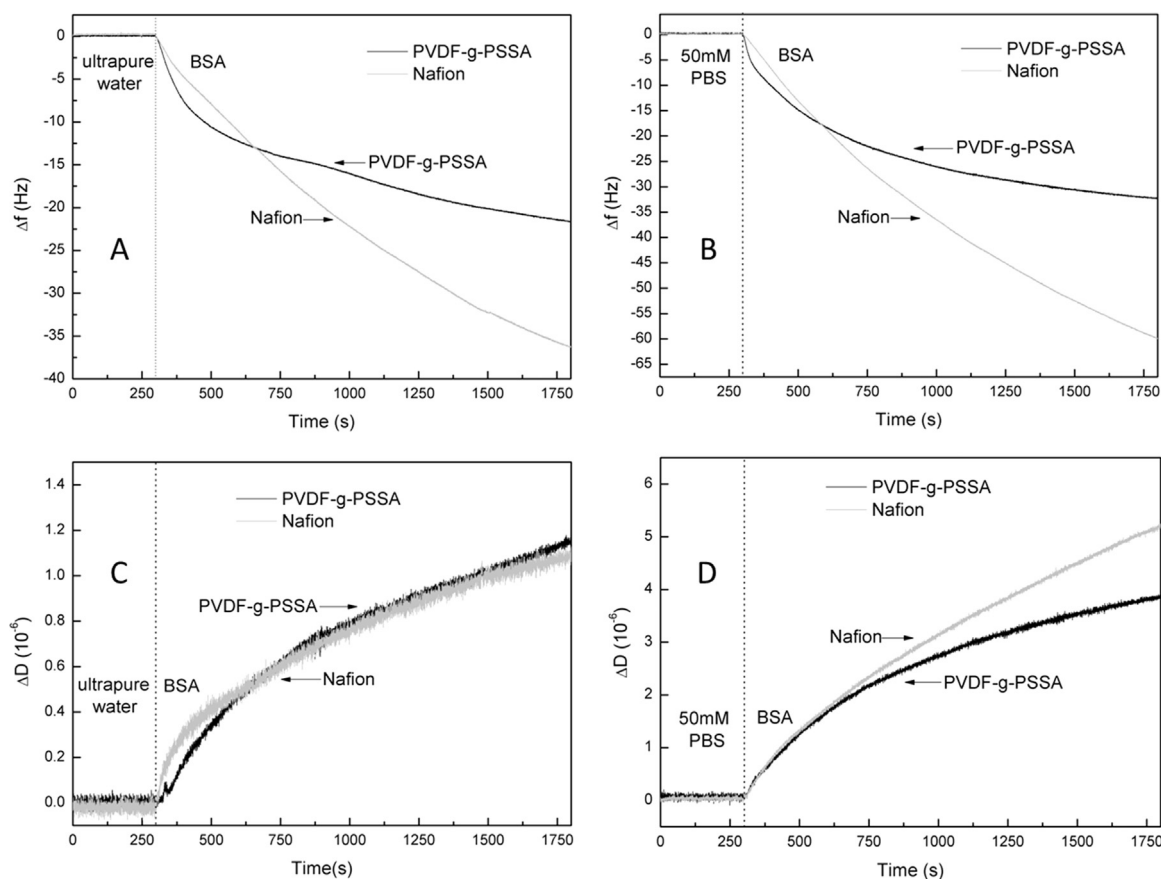 0
-5
-10
-15
-20
-25
-30
-35
-40
Δf (Hz)
ultrapure
water
BSA
PVDF-g-PSSA
Nafion
PVDF-g-PSSA
Nafion
A
0 250 500 750 1000 1250 1500 1750
Time (s)
0
-5
-10
-15
-20
-25
-30
-35
-40
-45
-50
-55
-60
-65
Δf (Hz)
50mM
PBS
BSA
PVDF-g-PSSA
Nafion
PVDF-g-PSSA
Nafion
B
0 250 500 750 1000 1250 1500 1750
Time (s)
1.4
1.2
1.0
0.8
0.6
0.4
0.2
0.0
ΔD (10⁻⁶)
PVDF-g-PSSA
Nafion
C
PVDF-g-PSSA
Nafion
ultrapure
water
BSA
0 250 500 750 1000 1250 1500 1750
Time(s)
6
5
4
3
2
1
0
ΔD (10⁻⁶)
PVDF-g-PSSA
Nafion
D
Nafion
PVDF-g-PSSA
50mM
PBS
BSA
0 250 500 750 1000 1250 1500 1750
Time (s)